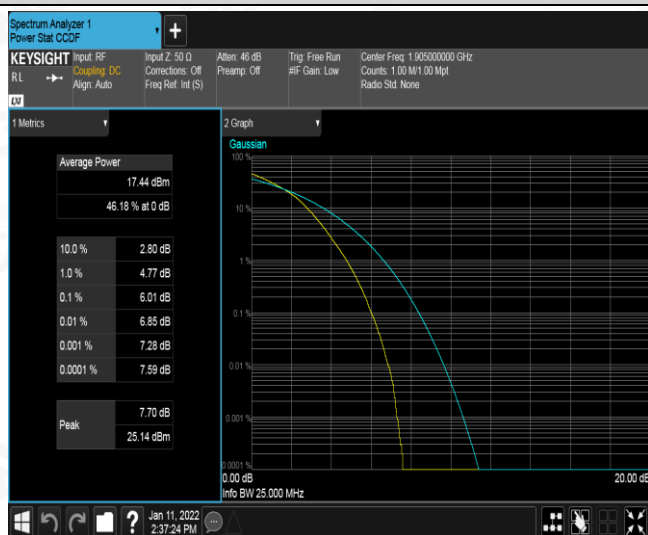 Spectrum Analyzer 1
Power Stat CCDF
KEYSIGHT
RL
LXI
Input: RF
Coupling: DC
Align: Auto
Input Z: 50 Ω
Corrections: Off
Freq Ref: Int (S)
Atten: 46 dB
Preamp: Off
Trig: Free Run
#IF Gain: Low
Center Freq: 1.905000000 GHz
Counts: 1.00 M/1.00 Mpt
Radio Std: None
1 Metrics
Average Power
17.44 dBm
46.18 % at 0 dB
10.0 % 2.80 dB
1.0 % 4.77 dB
0.1 % 6.01 dB
0.01 % 6.85 dB
0.001 % 7.28 dB
0.0001 % 7.59 dB
Peak
7.70 dB
25.14 dBm
2 Graph
Gaussian
100 %
10 %
1 %
0.1 %
0.01 %
0.001 %
0.0001 %
0.00 dB 20.00 dB
Info BW 25.000 MHz
?
Jan 11, 2022
2:37:24 PM